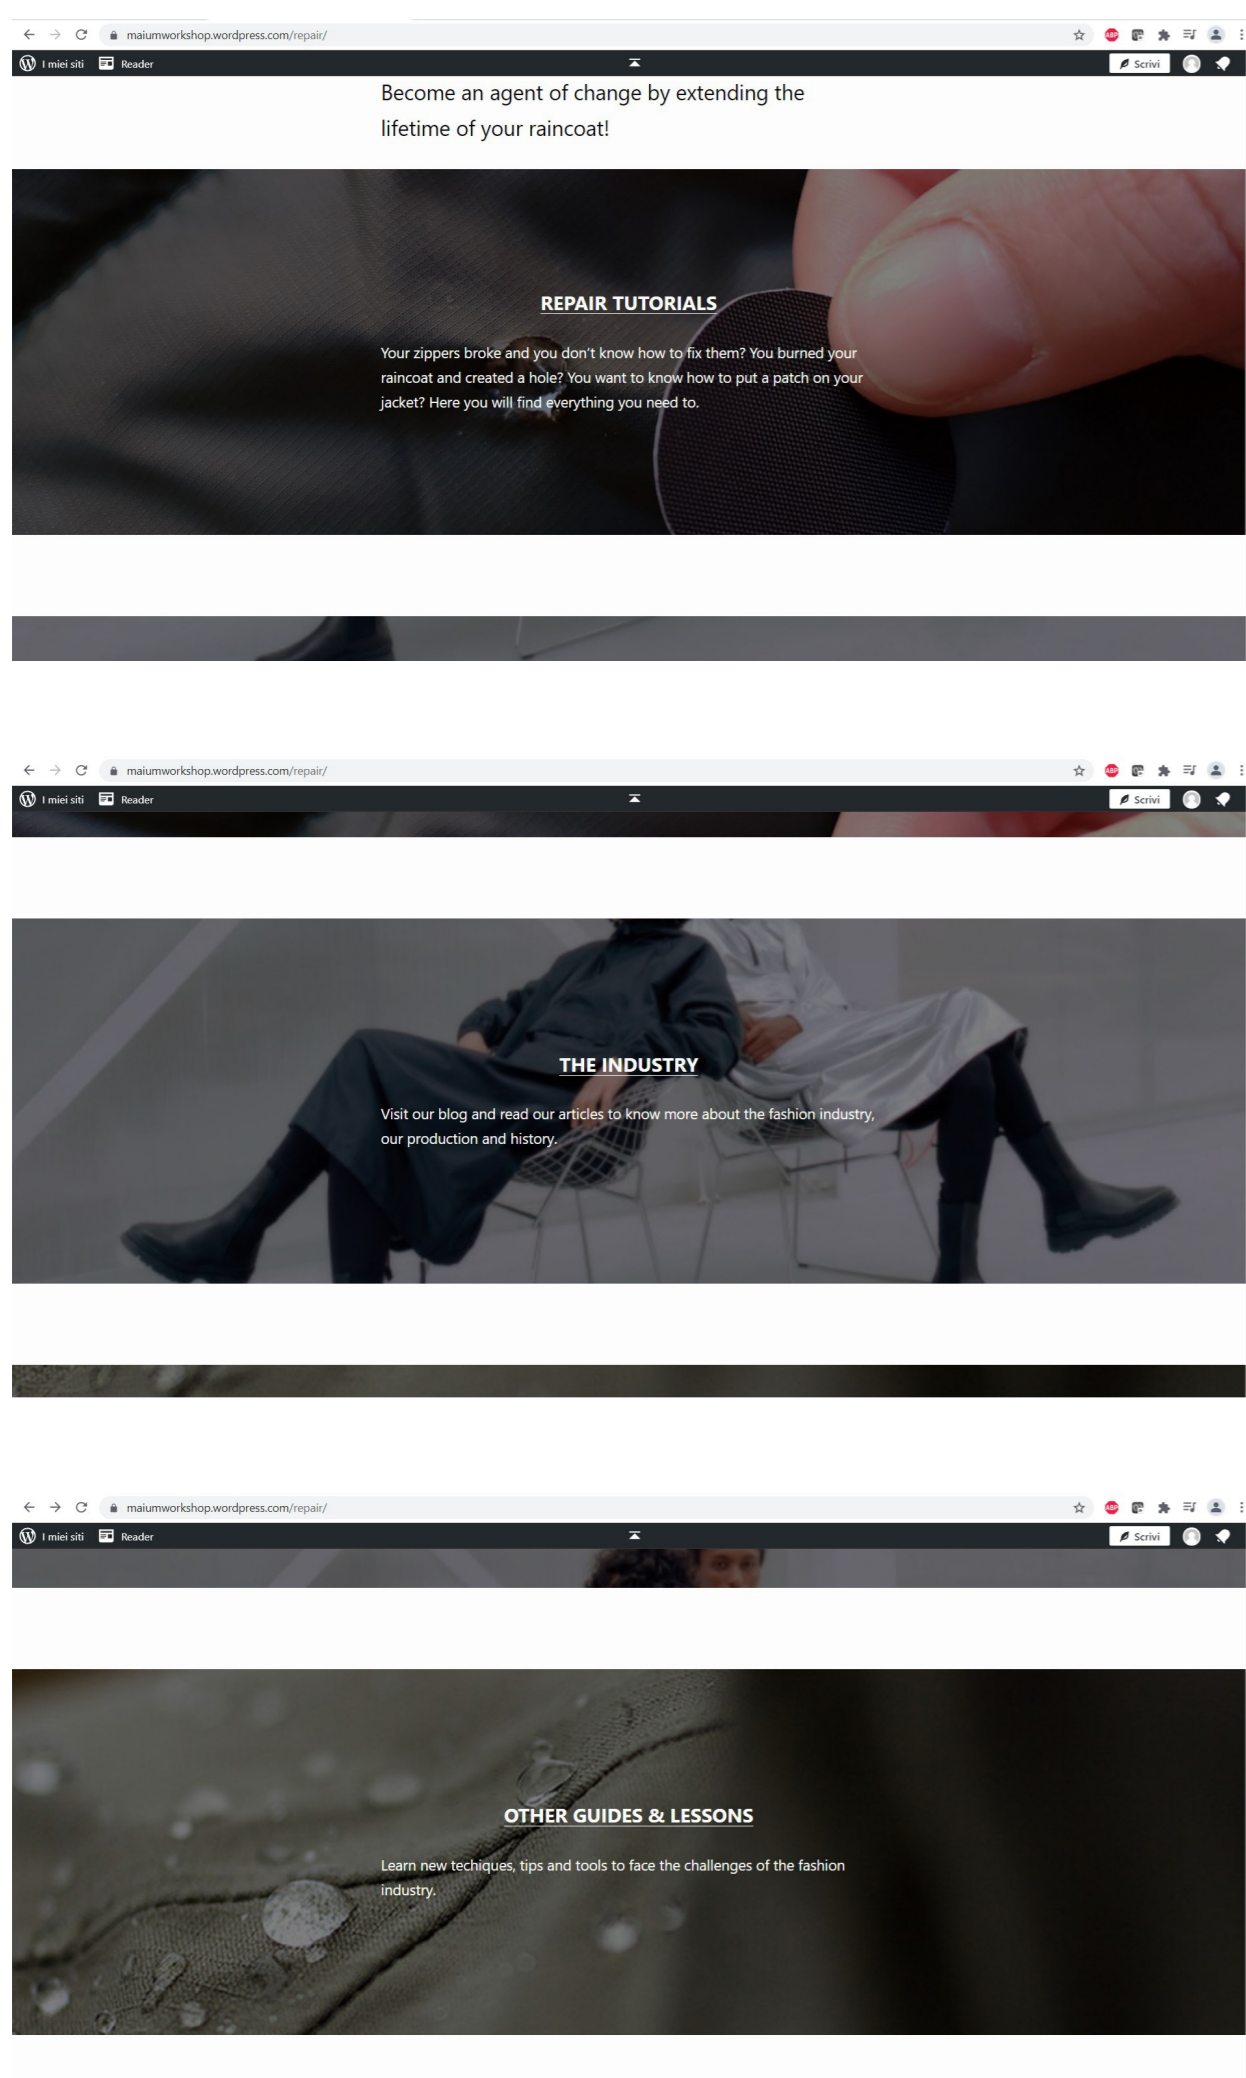 maiumworkshop.wordpress.com/repair/
ABP
I miei siti Reader Scrivi
Become an agent of change by extending the
lifetime of your raincoat!
REPAIR TUTORIALS
Your zippers broke and you don't know how to fix them? You burned your
raincoat and created a hole? You want to know how to put a patch on your
jacket? Here you will find everything you need to.
maiumworkshop.wordpress.com/repair/
ABP
I miei siti Reader Scrivi
THE INDUSTRY
Visit our blog and read our articles to know more about the fashion industry,
our production and history.
maiumworkshop.wordpress.com/repair/
ABP
I miei siti Reader Scrivi
OTHER GUIDES & LESSONS
Learn new techiques, tips and tools to face the challenges of the fashion
industry.